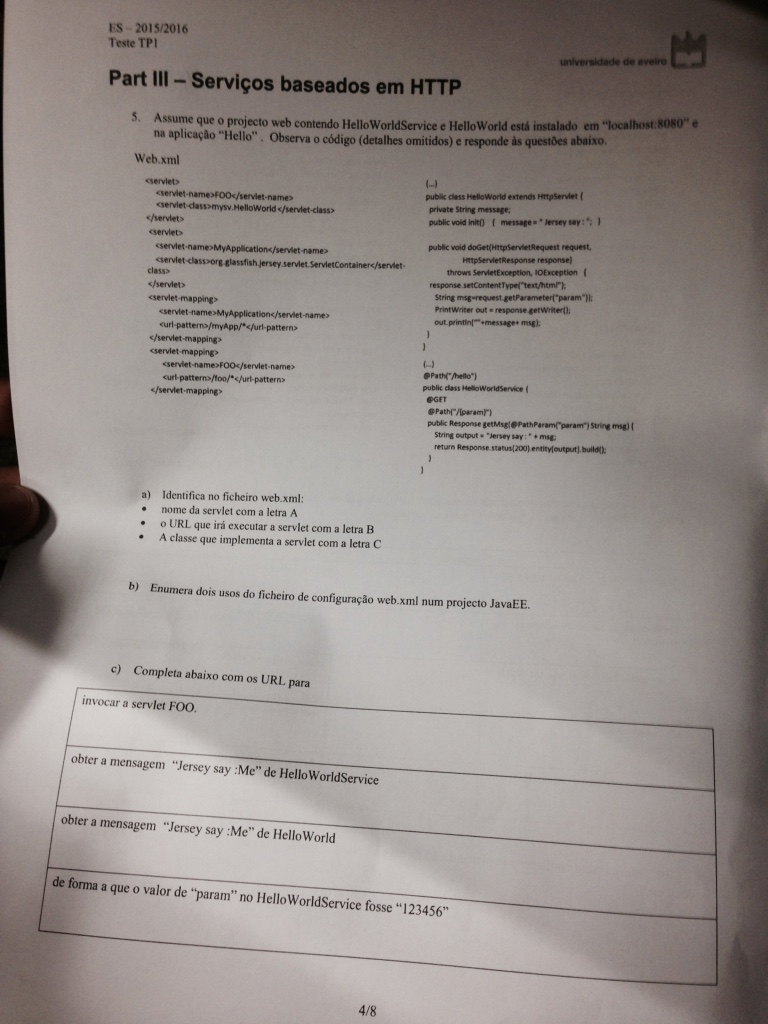 ES – 2015/2016
Teste TP1
universidade de aveiro
Part III – Serviços baseados em HTTP
5. Assume que o projecto web contendo HelloWorldService e HelloWorld está instalado em “localhost:8080” e
na aplicação “Hello” . Observa o código (detalhes omitidos) e responde às questões abaixo.
Web.xml
<servlet>
<servlet-name>FOO</servlet-name>
<servlet-class>mysv.HelloWorld </servlet-class>
</servlet>
<servlet>
<servlet-name>MyApplication</servlet-name>
<servlet-class>org.glassfish.jersey.servlet.ServletContainer</servlet-
class>
</servlet>
<servlet-mapping>
<servlet-name>MyApplication</servlet-name>
<url-pattern>/myApp/*</url-pattern>
</servlet-mapping>
<servlet-mapping>
<servlet-name>FOO</servlet-name>
<url-pattern>/foo/*</url-pattern>
</servlet-mapping>
(...)
public class HelloWorld extends HttpServlet {
private String message;
public void init() { message= " Jersey say : "; }
public void doGet(HttpServletRequest request,
HttpServletResponse response)
throws ServletException, IOException {
response.setContentType("text/html");
String msg=request.getParameter("param"));
PrintWriter out = response.getWriter();
out.println(""+message+ msg);
}
}
(...)
@Path("/hello")
public class HelloWorldService {
@GET
@Path("/{param}")
public Response getMsg(@PathParam("param") String msg) {
String output = "Jersey say : " + msg;
return Response.status(200).entity(output).build();
}
}
a) Identifica no ficheiro web.xml:
• nome da servlet com a letra A
• o URL que irá executar a servlet com a letra B
• A classe que implementa a servlet com a letra C
b) Enumera dois usos do ficheiro de configuração web.xml num projecto JavaEE.
c) Completa abaixo com os URL para
invocar a servlet FOO.
obter a mensagem “Jersey say :Me” de HelloWorldService
obter a mensagem “Jersey say :Me” de HelloWorld
de forma a que o valor de “param” no HelloWorldService fosse “123456”
4/8